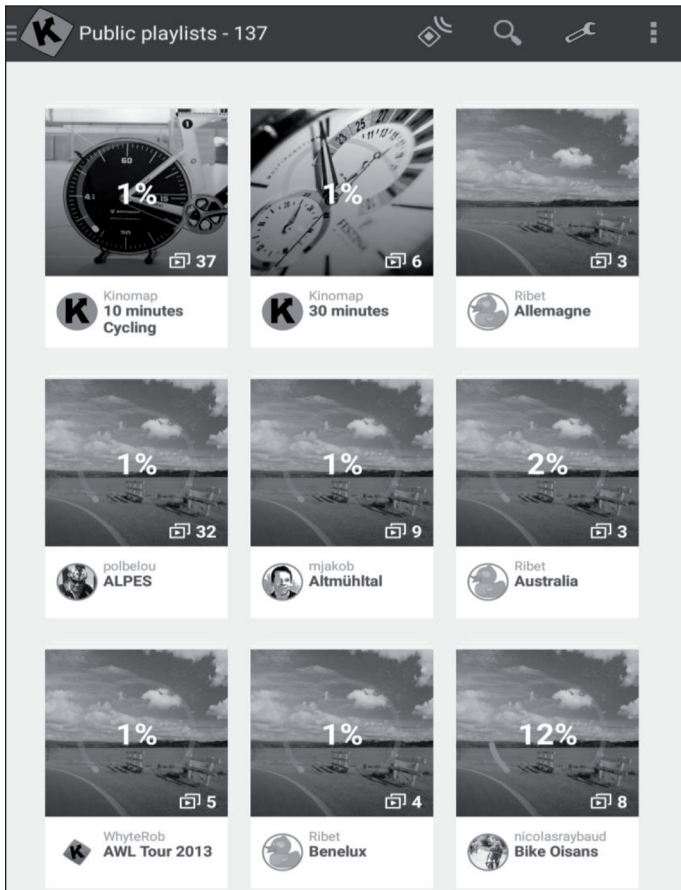 Public playlists - 137
1%
37
Kinomap
10 minutes
Cycling
1%
6
Kinomap
30 minutes
3
Ribet
Allemagne
1%
32
polbelou
ALPES
1%
9
mjakob
Altmühltal
2%
3
Ribet
Australia
1%
5
WhyteRob
AWL Tour 2013
1%
4
Ribet
Benelux
12%
8
nicolasraybaud
Bike Oisans